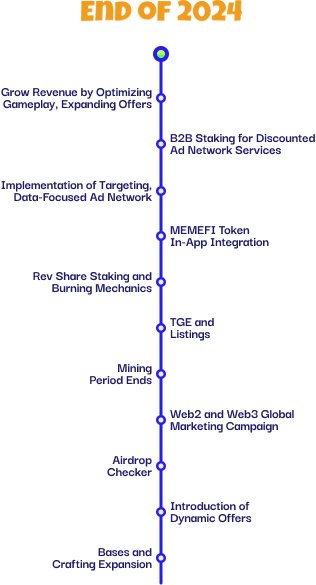 END OF 2024
Grow Revenue by Optimizing
Gameplay, Expanding Offers
B2B Staking for Discounted
Ad Network Services
Implementation of Targeting,
Data-Focused Ad Network
MEMEFI Token
In-App Integration
Rev Share Staking and
Burning Mechanics
TGE and
Listings
Mining
Period Ends
Web2 and Web3 Global
Marketing Campaign
Airdrop
Checker
Introduction of
Dynamic Offers
Bases and
Crafting Expansion